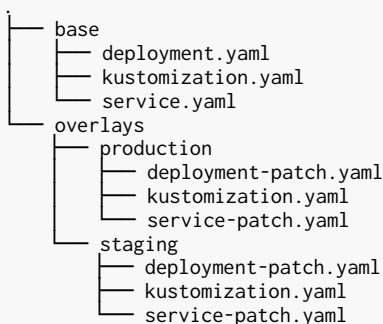 .
├── base
│   ├── deployment.yaml
│   ├── kustomization.yaml
│   └── service.yaml
└── overlays
    ├── production
    │   ├── deployment-patch.yaml
    │   ├── kustomization.yaml
    │   └── service-patch.yaml
    └── staging
        ├── deployment-patch.yaml
        ├── kustomization.yaml
        └── service-patch.yaml